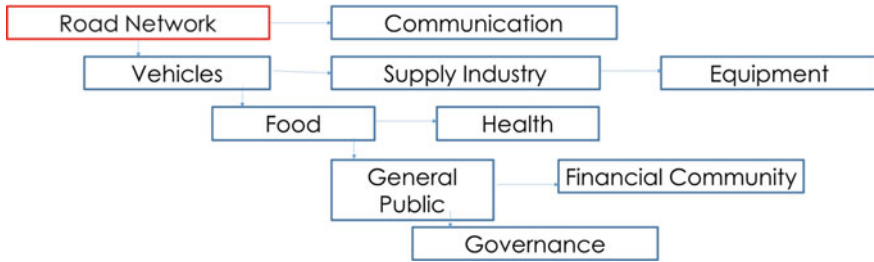 Road Network
Communication
Vehicles
Supply Industry
Equipment
Food
Health
General
Public
Financial Community
Governance